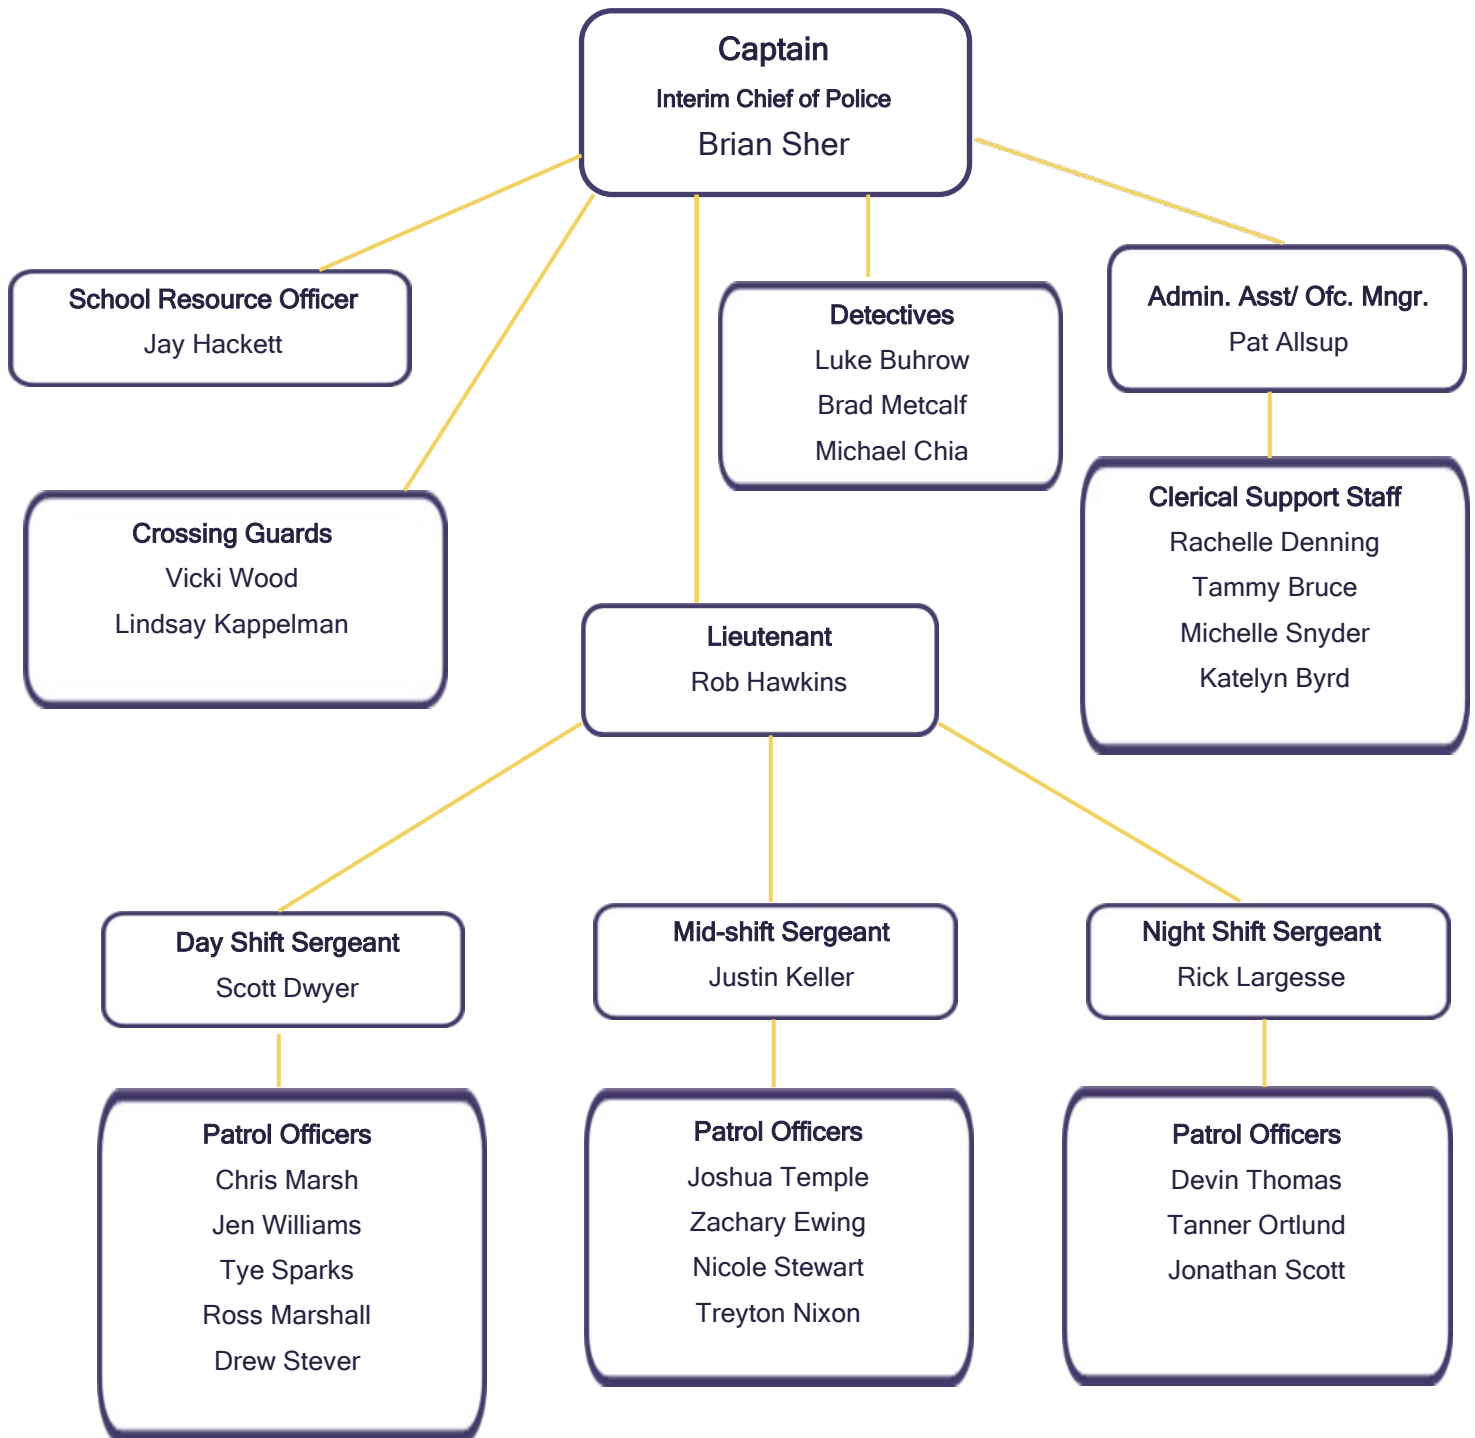 Captain
Interim Chief of Police
Brian Sher
School Resource Officer
Jay Hackett
Detectives
Luke Buhrow
Brad Metcalf
Michael Chia
Admin. Asst/ Ofc. Mngr.
Pat Allsup
Crossing Guards
Vicki Wood
Lindsay Kappelman
Clerical Support Staff
Rachelle Denning
Tammy Bruce
Michelle Snyder
Katelyn Byrd
Lieutenant
Rob Hawkins
Day Shift Sergeant
Scott Dwyer
Mid-shift Sergeant
Justin Keller
Night Shift Sergeant
Rick Largesse
Patrol Officers
Chris Marsh
Jen Williams
Tye Sparks
Ross Marshall
Drew Stever
Patrol Officers
Joshua Temple
Zachary Ewing
Nicole Stewart
Treyton Nixon
Patrol Officers
Devin Thomas
Tanner Ortlund
Jonathan Scott